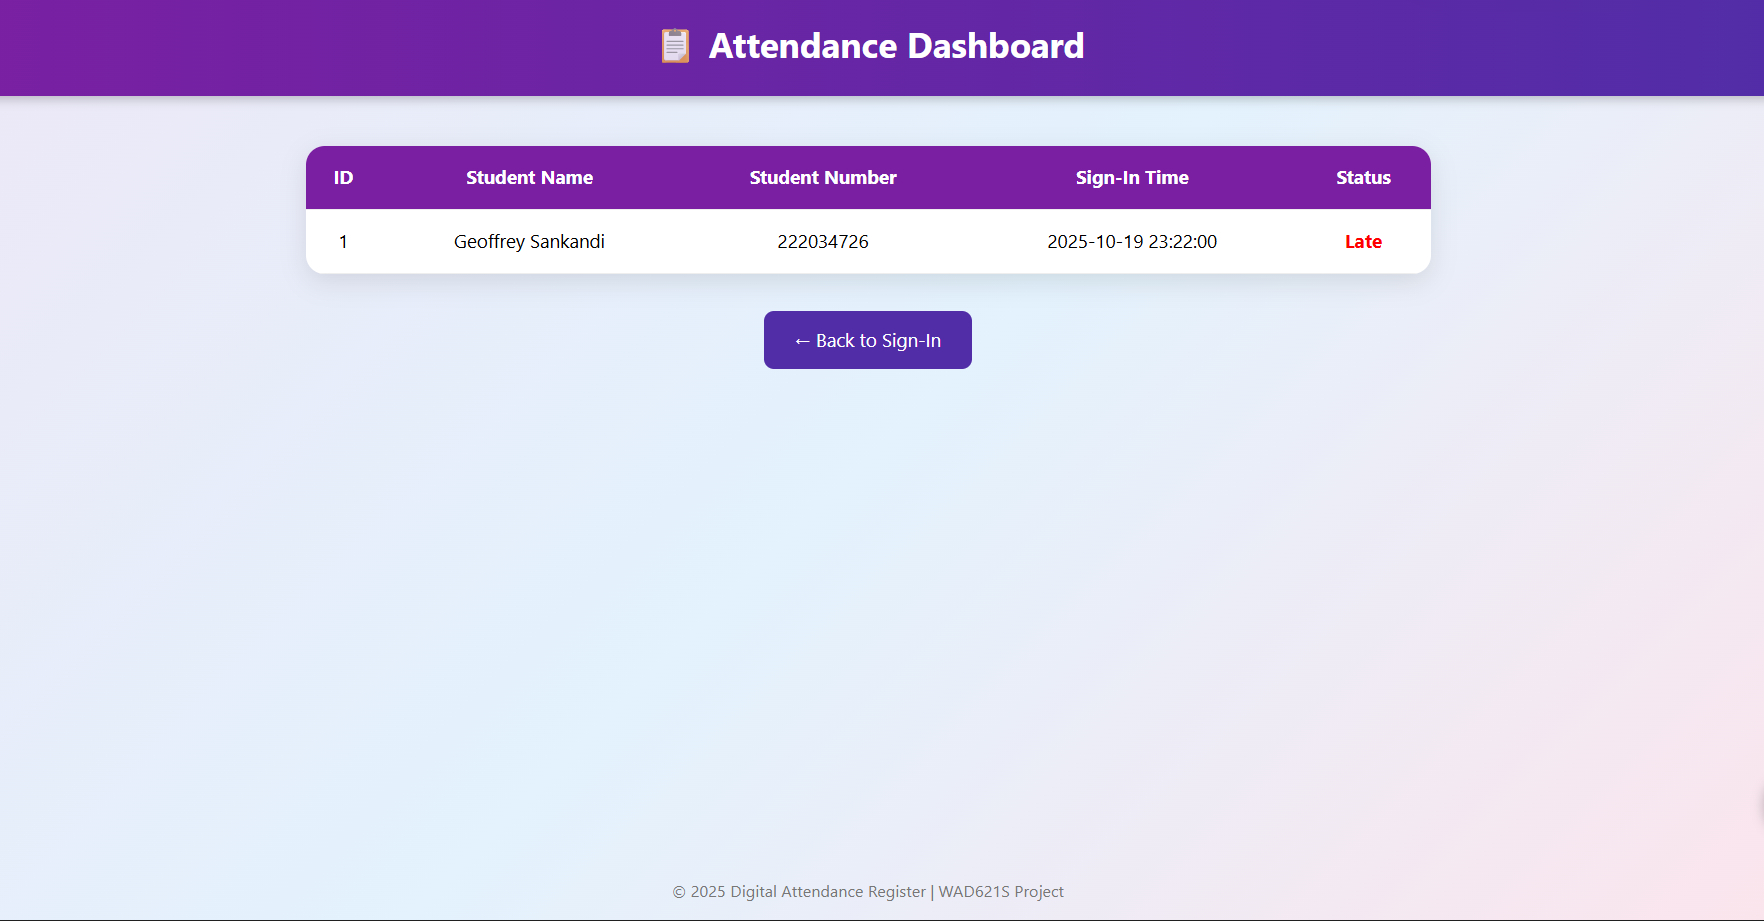 📋 Attendance Dashboard
ID Student Name Student Number Sign-In Time Status
1 Geoffrey Sankandi 222034726 2025-10-19 23:22:00 Late
← Back to Sign-In
© 2025 Digital Attendance Register | WAD621S Project